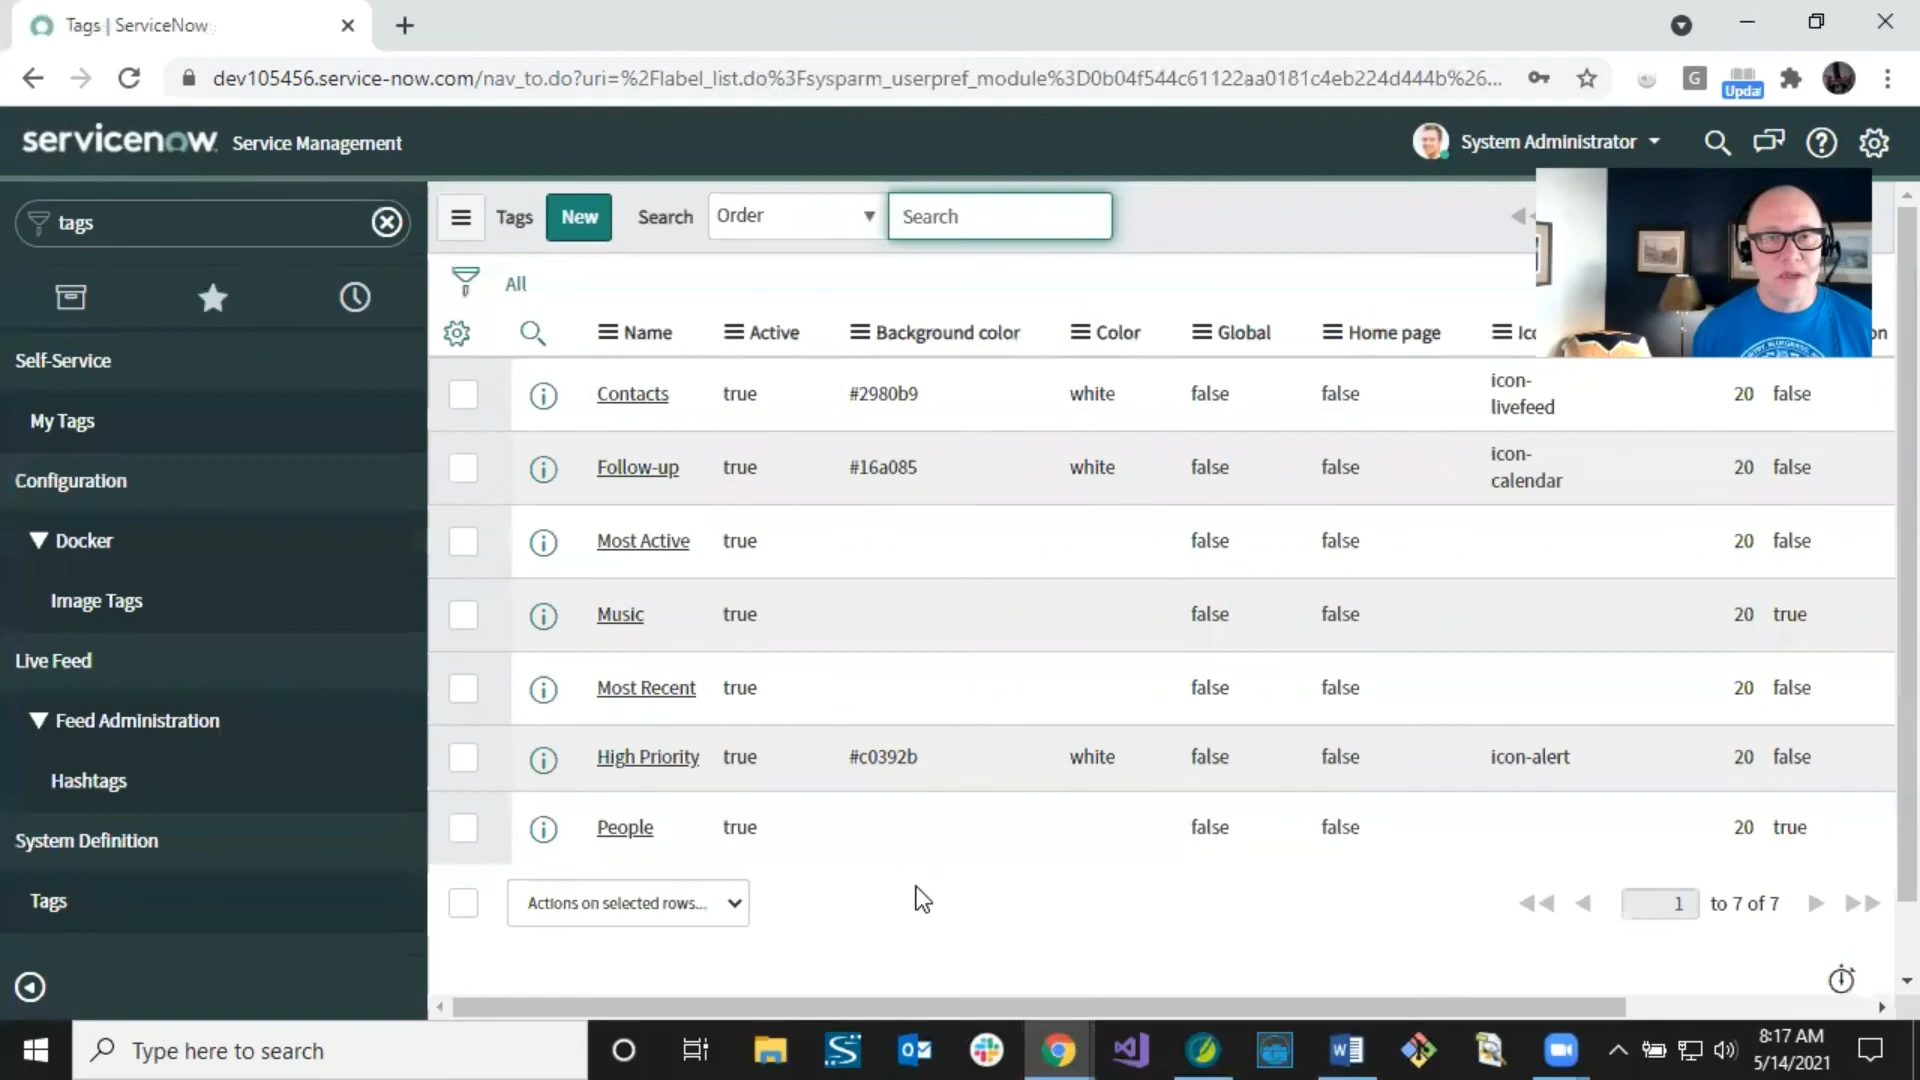 Tags | ServiceNow
dev105456.service-now.com/nav_to.do?uri=%2Flabel_list.do%3Fsysparm_userpref_module%3D0b04f544c61122aa0181c4eb224d444b%26...
G
Updat
servicenow Service Management
System Administrator
tags
Tags New Search Order Search
All
Name Active Background color Color Global Home page Ico on
Self-Service
My Tags
Configuration
Docker
Image Tags
Live Feed
Feed Administration
Hashtags
System Definition
Tags
Contacts true #2980b9 white false false icon-livefeed 20 false
Follow-up true #16a085 white false false icon-calendar 20 false
Most Active true false false 20 false
Music true false false 20 true
Most Recent true false false 20 false
High Priority true #c0392b white false false icon-alert 20 false
People true false false 20 true
Actions on selected rows... 1 to 7 of 7
Type here to search
8:17 AM
5/14/2021